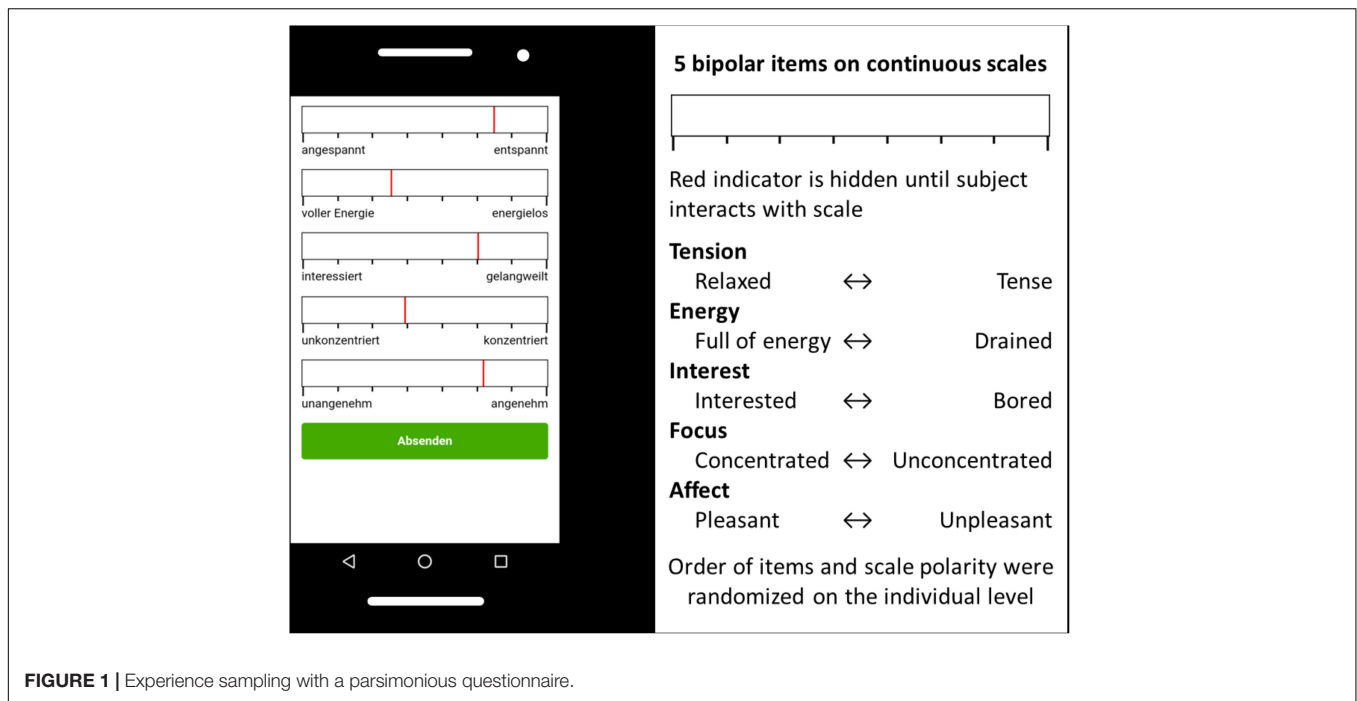 angespannt entspannt
voller Energie energielos
interessiert gelangweilt
unkonzentriert konzentriert
unangenehm angenehm
Absenden
5 bipolar items on continuous scales
Red indicator is hidden until subject
interacts with scale
Tension
Relaxed ↔ Tense
Energy
Full of energy ↔ Drained
Interest
Interested ↔ Bored
Focus
Concentrated ↔ Unconcentrated
Affect
Pleasant ↔ Unpleasant
Order of items and scale polarity were
randomized on the individual level
FIGURE 1 | Experience sampling with a parsimonious questionnaire.